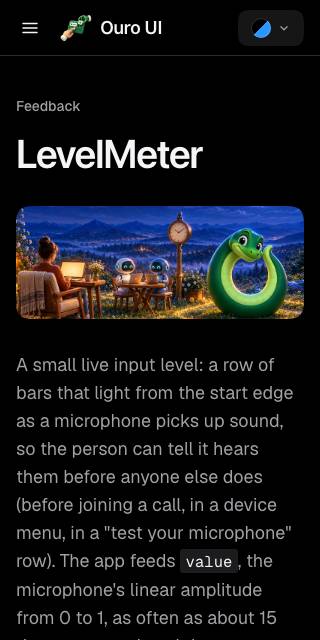 Ouro UI
Feedback
LevelMeter
A small live input level: a row of
bars that light from the start edge
as a microphone picks up sound,
so the person can tell it hears
them before anyone else does
(before joining a call, in a device
menu, in a "test your microphone"
row). The app feeds value, the
microphone's linear amplitude
from 0 to 1, as often as about 15